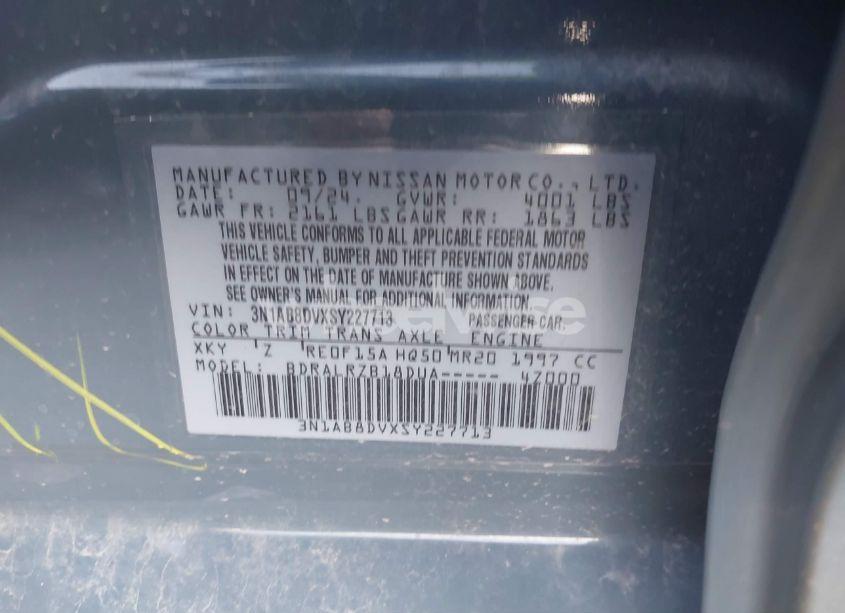 MANUFACTURED BY NISSAN MOTOR CO., LTD.
DATE: 09/24. GVWR: 4001 LBS
GAWR FR: 2161 LBS GAWR RR: 1863 LBS
THIS VEHICLE CONFORMS TO ALL APPLICABLE FEDERAL MOTOR
VEHICLE SAFETY, BUMPER AND THEFT PREVENTION STANDARDS
IN EFFECT ON THE DATE OF MANUFACTURE SHOWN ABOVE.
SEE OWNER'S MANUAL FOR ADDITIONAL INFORMATION.
VIN: 3N1AB8DVXSY227713 PASSENGER CAR.
COLOR TRIM TRANS AXLE ENGINE
XKY Z RE0F15A HQ50 MR20 1997 CC
MODEL: BDRALRZB18DUA----- 4Z000
3N1AB8DVXSY227713